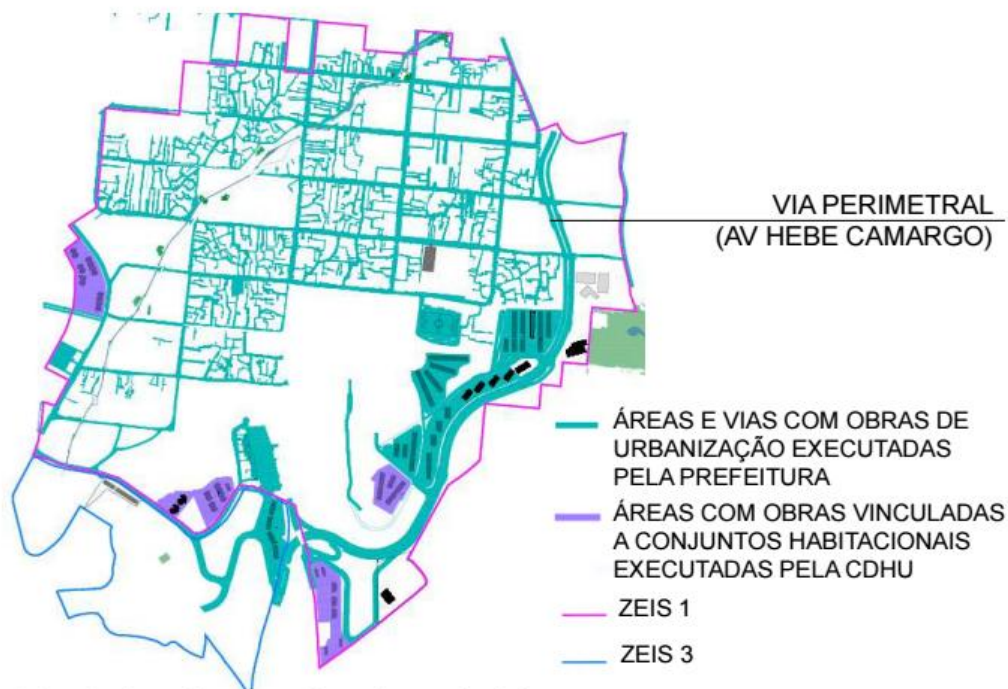 VIA PERIMETRAL
(AV HEBE CAMARGO)
ÁREAS E VIAS COM OBRAS DE
URBANIZAÇÃO EXECUTADAS
PELA PREFEITURA
ÁREAS COM OBRAS VINCULADAS
A CONJUNTOS HABITACIONAIS
EXECUTADAS PELA CDHU
ZEIS 1
ZEIS 3